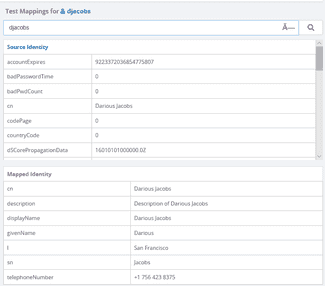 Test Mappings for djacobs
djacobs
Source Identity
accountExpires 9223372036854775807
badPasswordTime 0
badPwdCount 0
cn Darious Jacobs
codePage 0
countryCode 0
dSCorePropagationData 16010101000000.0Z
Mapped Identity
cn Darious Jacobs
description Description of Darious Jacobs
displayName Darious Jacobs
givenName Darious
l San Francisco
sn Jacobs
telephoneNumber +1 756 423 8375